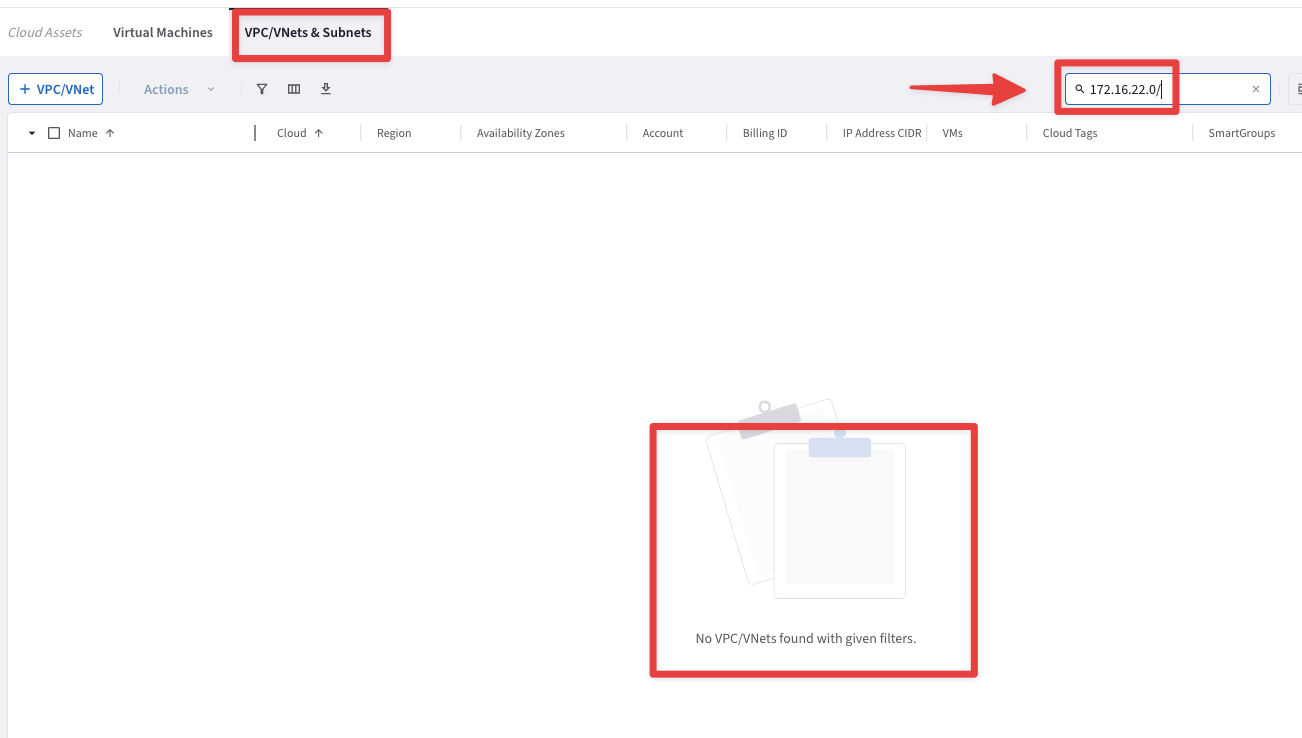 Cloud Assets Virtual Machines VPC/VNets & Subnets
+ VPC/VNet Actions 172.16.22.0/
Name Cloud Region Availability Zones Account Billing ID IP Address CIDR VMs Cloud Tags SmartGroups
No VPC/VNets found with given filters.